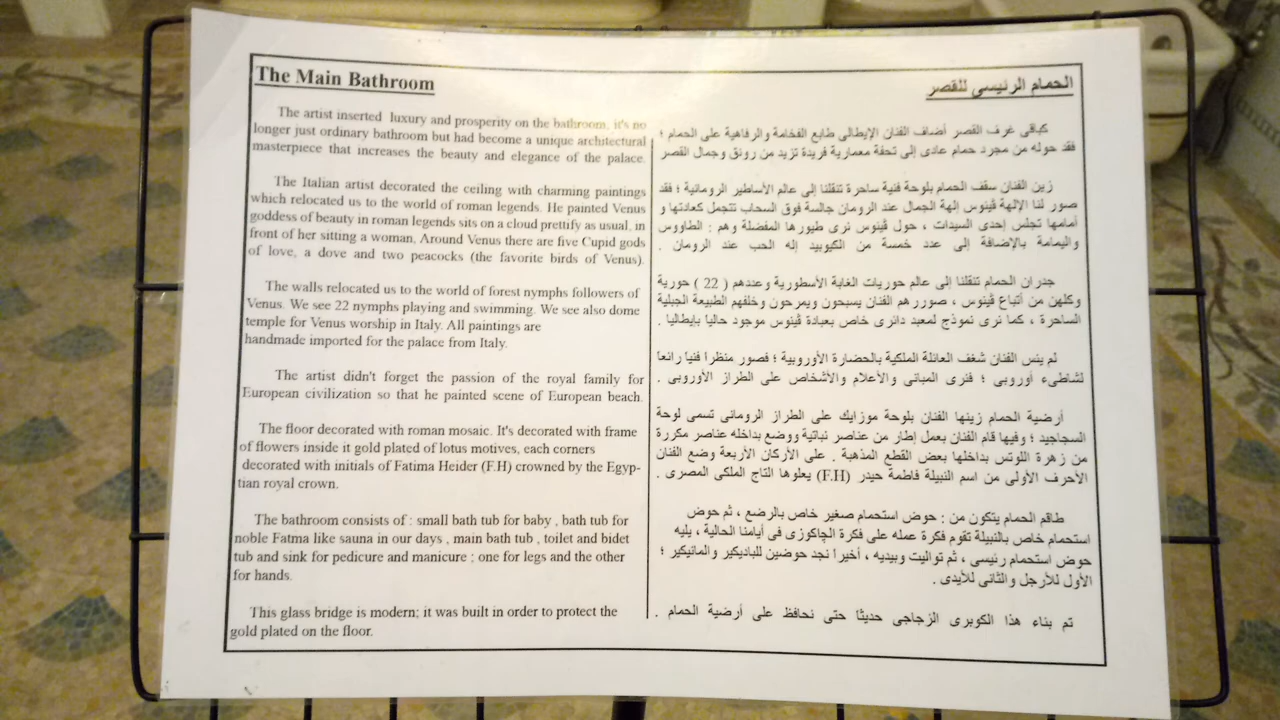 The Main Bathroom
The artist inserted luxury and prosperity on the bathroom, it's no
longer just ordinary bathroom but had become a unique architectural
masterpiece that increases the beauty and elegance of the palace.
The Italian artist decorated the ceiling with charming paintings
which relocated us to the world of roman legends. He painted Venus
goddess of beauty in roman legends sits on a cloud prettify as usual, in
front of her sitting a woman, Around Venus there are five Cupid gods
of love, a dove and two peacocks (the favorite birds of Venus).
The walls relocated us to the world of forest nymphs followers of
Venus. We see 22 nymphs playing and swimming. We see also dome
temple for Venus worship in Italy. All paintings are
handmade imported for the palace from Italy.
The artist didn't forget the passion of the royal family for
European civilization so that he painted scene of European beach.
The floor decorated with roman mosaic. It's decorated with frame
of flowers inside it gold plated of lotus motives, each corners
decorated with initials of Fatima Heider (F.H) crowned by the Egyp-
tian royal crown.
The bathroom consists of : small bath tub for baby , bath tub for
noble Fatma like sauna in our days , main bath tub , toilet and bidet
tub and sink for pedicure and manicure ; one for legs and the other
for hands.
This glass bridge is modern; it was built in order to protect the
gold plated on the floor.
الحمام الرئيسي للقصر
كباقى غرف القصر أضاف الفنان الإيطالى طابع الفخامة والرفاهية على الحمام ؛
فقد حوله من مجرد حمام عادى إلى تحفة معمارية فريدة تزيد من رونق وجمال القصر
زين الفنان سقف الحمام بلوحة فنية ساحرة تنقلنا إلى عالم الأساطير الرومانية ؛ فقد
صور لنا الإلهة ڤينوس إلهة الجمال عند الرومان جالسة فوق السحاب تتجمل كعادتها و
أمامها تجلس إحدى السيدات ، حول ڤينوس نرى طيورها المفضلة وهم : الطاووس
واليمامة بالإضافة إلى عدد خمسة من الكيوبيد إله الحب عند الرومان .
جدران الحمام تنقلنا إلى عالم حوريات الغابة الأسطورية وعددهم ( 22 ) حورية
وكلهن من أتباع ڤينوس ، صوررهم الفنان يسبحون ويمرحون وخلفهم الطبيعة الجبلية
الساحرة ، كما نرى نموذج لمعبد دائرى خاص بعبادة ڤينوس موجود حاليا بإيطاليا .
لم ينس الفنان شغف العائلة الملكية بالحضارة الأوروبية ؛ فصور منظرا فنيا رائعا
لشاطىء أوروبى ؛ فنرى المبانى والأعلام والأشخاص على الطراز الأوروبى .
أرضية الحمام زينها الفنان بلوحة موزايك على الطراز الرومانى تسمى لوحة
السجاجيد ؛ وفيها قام الفنان بعمل إطار من عناصر نباتية ووضع بداخله عناصر مكررة
من زهرة اللوتس بداخلها بعض القطع المذهبة . على الأركان الأربعة وضع الفنان
الأحرف الأولى من اسم النبيلة فاطمة حيدر (F.H) يعلوها التاج الملكى المصرى .
طاقم الحمام يتكون من : حوض استحمام صغير خاص بالرضع ، ثم حوض
استحمام خاص بالنبيلة تقوم فكرة عمله على فكرة الچاكوزى فى أيامنا الحالية ، يليه
حوض استحمام رئيسى ، ثم تواليت وبيديه ، أخيرا نجد حوضين للباديكير والمانيكير ؛
الأول للأرجل والثانى للأيدى .
تم بناء هذا الكوبرى الزجاجى حديثا حتى نحافظ على أرضية الحمام .